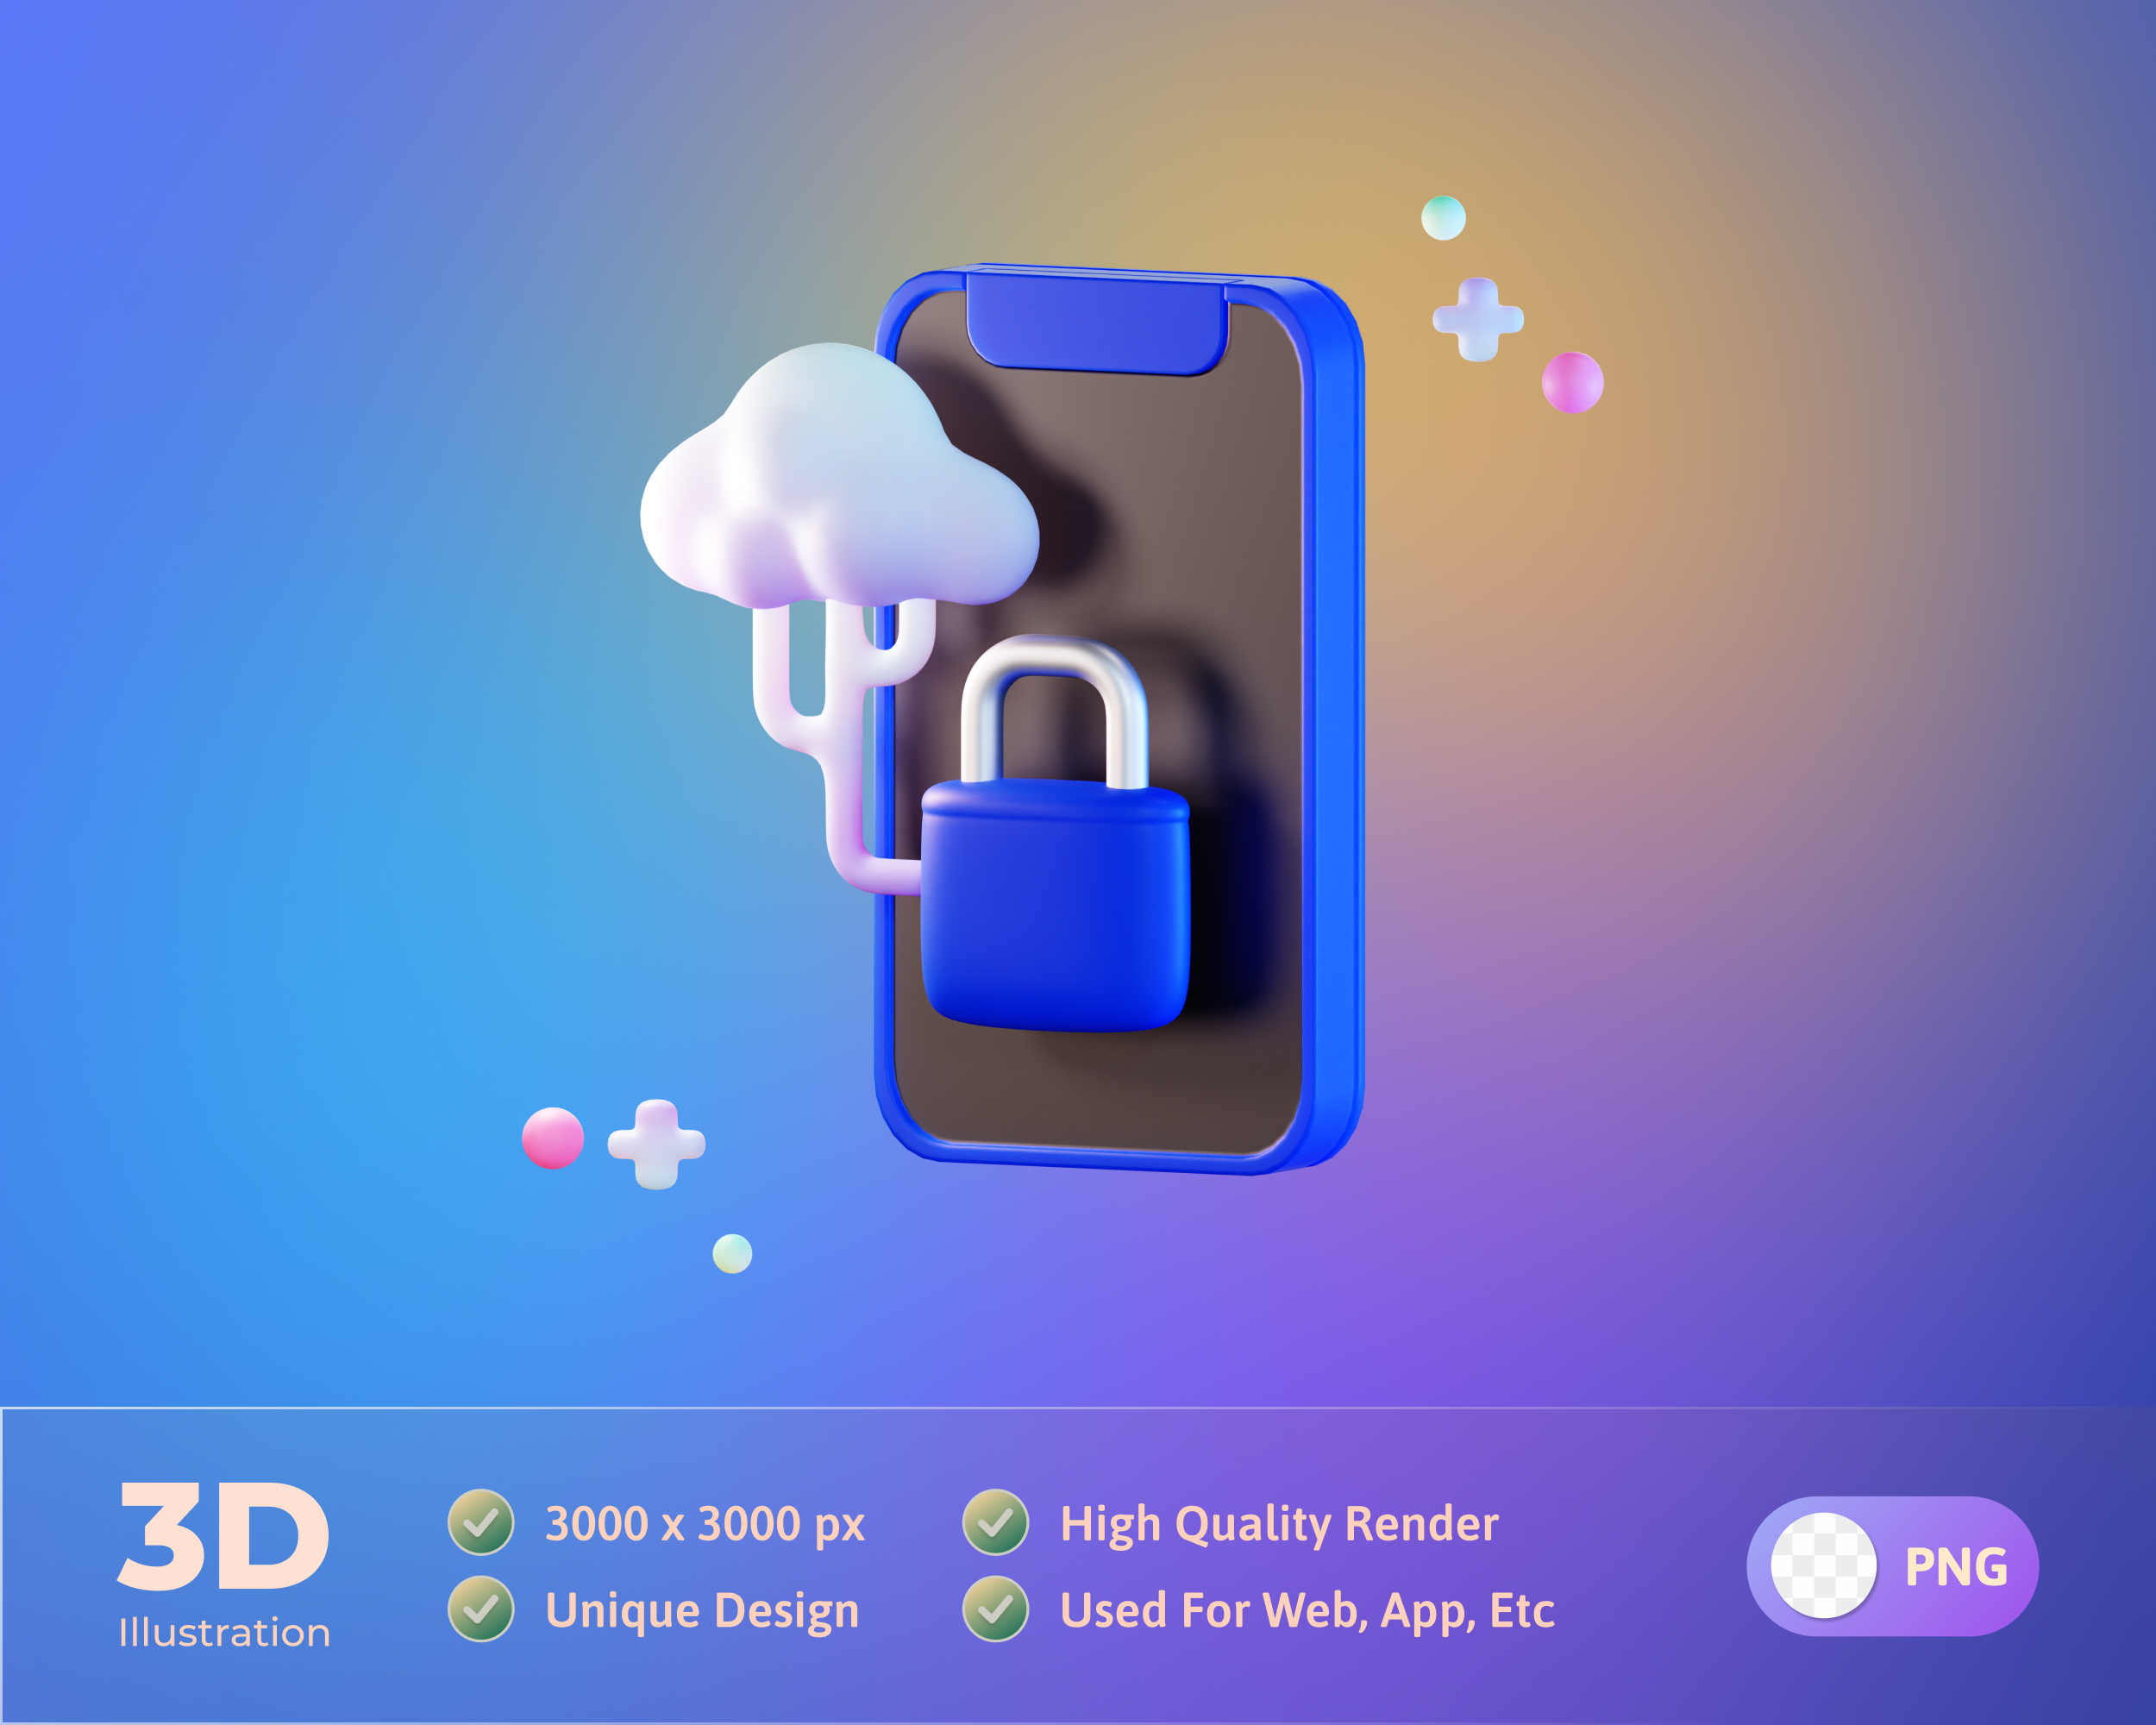 3D
Illustration
3000 x 3000 px
Unique Design
High Quality Render
Used For Web, App, Etc
PNG